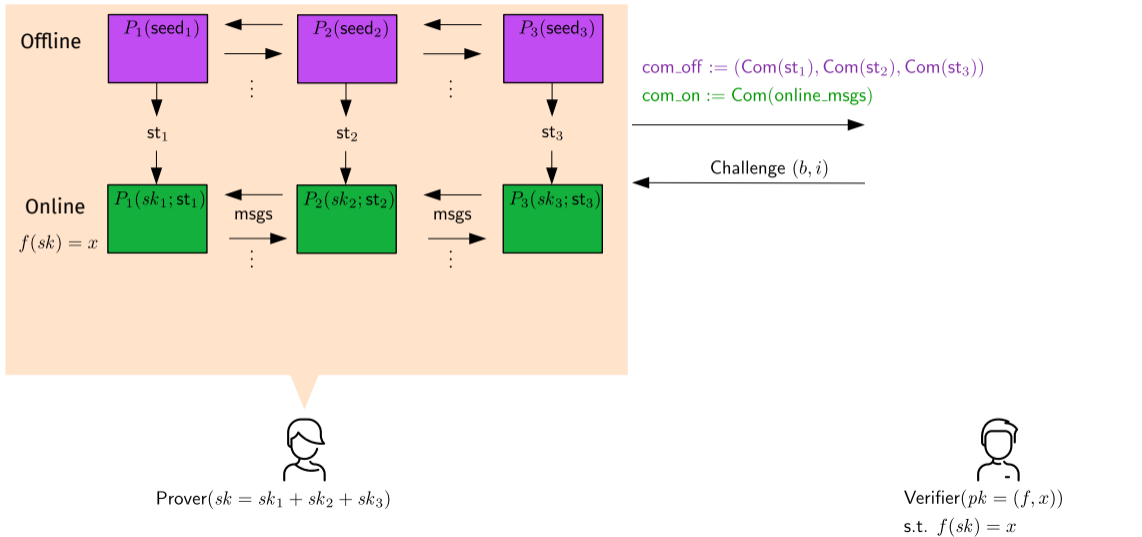 Offline
P₁(seed₁)
P₂(seed₂)
P₃(seed₃)
⋮
⋮
com_off := (Com(st₁), Com(st₂), Com(st₃))
com_on := Com(online_msgs)
st₁
st₂
st₃
Challenge (b, i)
Online
P₁(sk₁; st₁)
msgs
P₂(sk₂; st₂)
msgs
P₃(sk₃; st₃)
f(sk) = x
⋮
⋮
Prover(sk = sk₁ + sk₂ + sk₃)
Verifier(pk = (f, x))
s.t. f(sk) = x